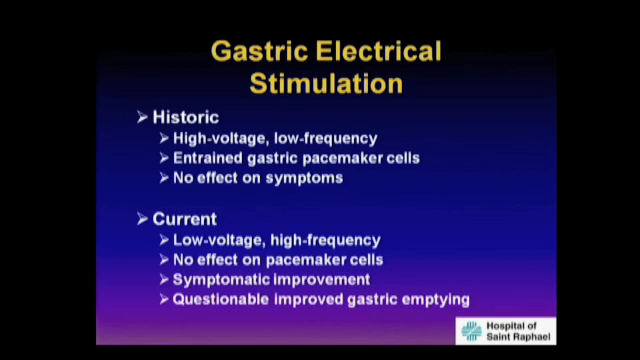 Gastric Electrical
Stimulation
➢ Historic
➢ High-voltage, low-frequency
➢ Entrained gastric pacemaker cells
➢ No effect on symptoms
➢ Current
➢ Low-voltage, high-frequency
➢ No effect on pacemaker cells
➢ Symptomatic improvement
➢ Questionable improved gastric emptying
Hospital of
Saint Raphael